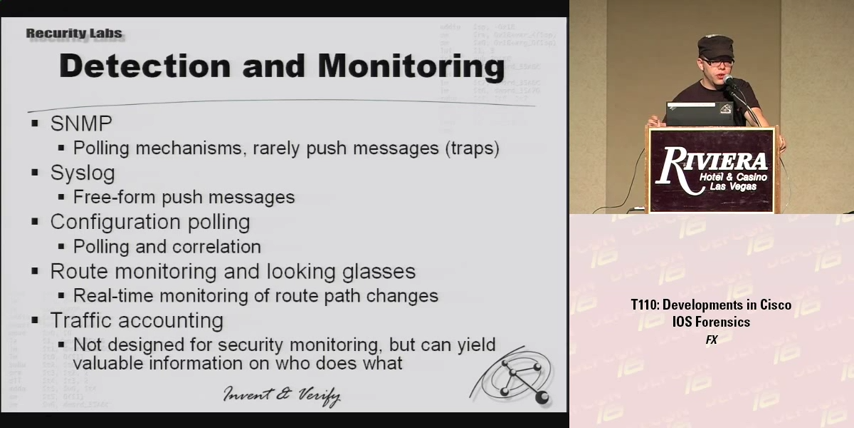 Recurity Labs
Detection and Monitoring
▪ SNMP
▪ Polling mechanisms, rarely push messages (traps)
▪ Syslog
▪ Free-form push messages
▪ Configuration polling
▪ Polling and correlation
▪ Route monitoring and looking glasses
▪ Real-time monitoring of route path changes
▪ Traffic accounting
▪ Not designed for security monitoring, but can yield
valuable information on who does what
Invent & Verify
RIVIERA
Hotel & Casino
Las Vegas
T110: Developments in Cisco
IOS Forensics
FX